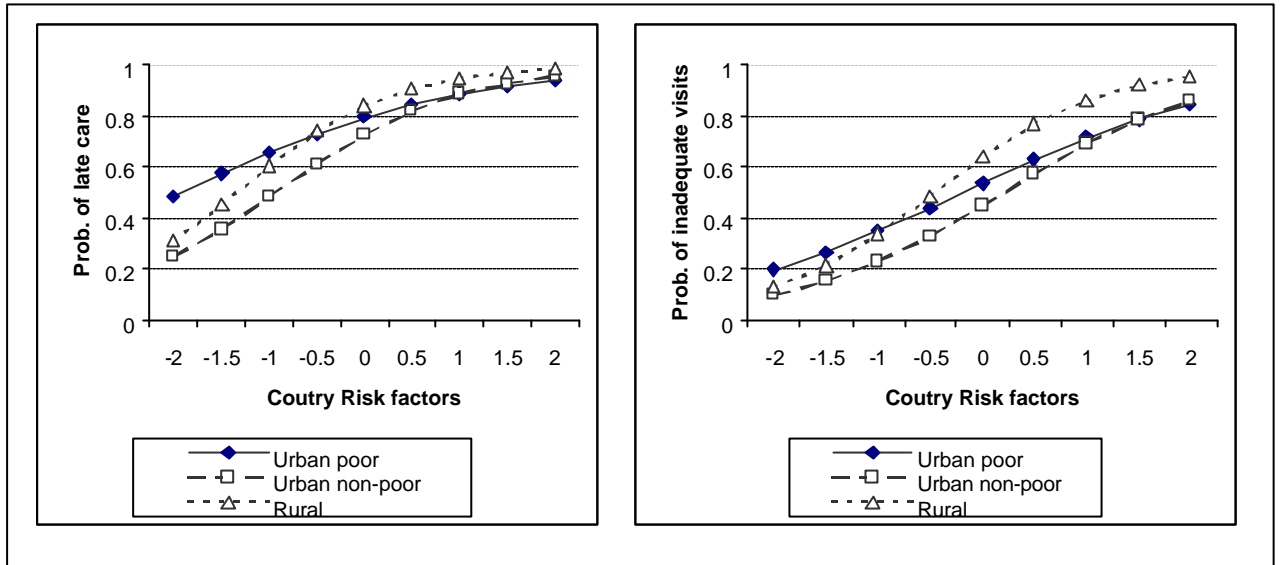 Prob. of late care
1
0.8
0.6
0.4
0.2
0
-2 -1.5 -1 -0.5 0 0.5 1 1.5 2
Coutry Risk factors
Urban poor
Urban non-poor
Rural
Prob. of inadequate visits
1
0.8
0.6
0.4
0.2
0
-2 -1.5 -1 -0.5 0 0.5 1 1.5 2
Coutry Risk factors
Urban poor
Urban non-poor
Rural